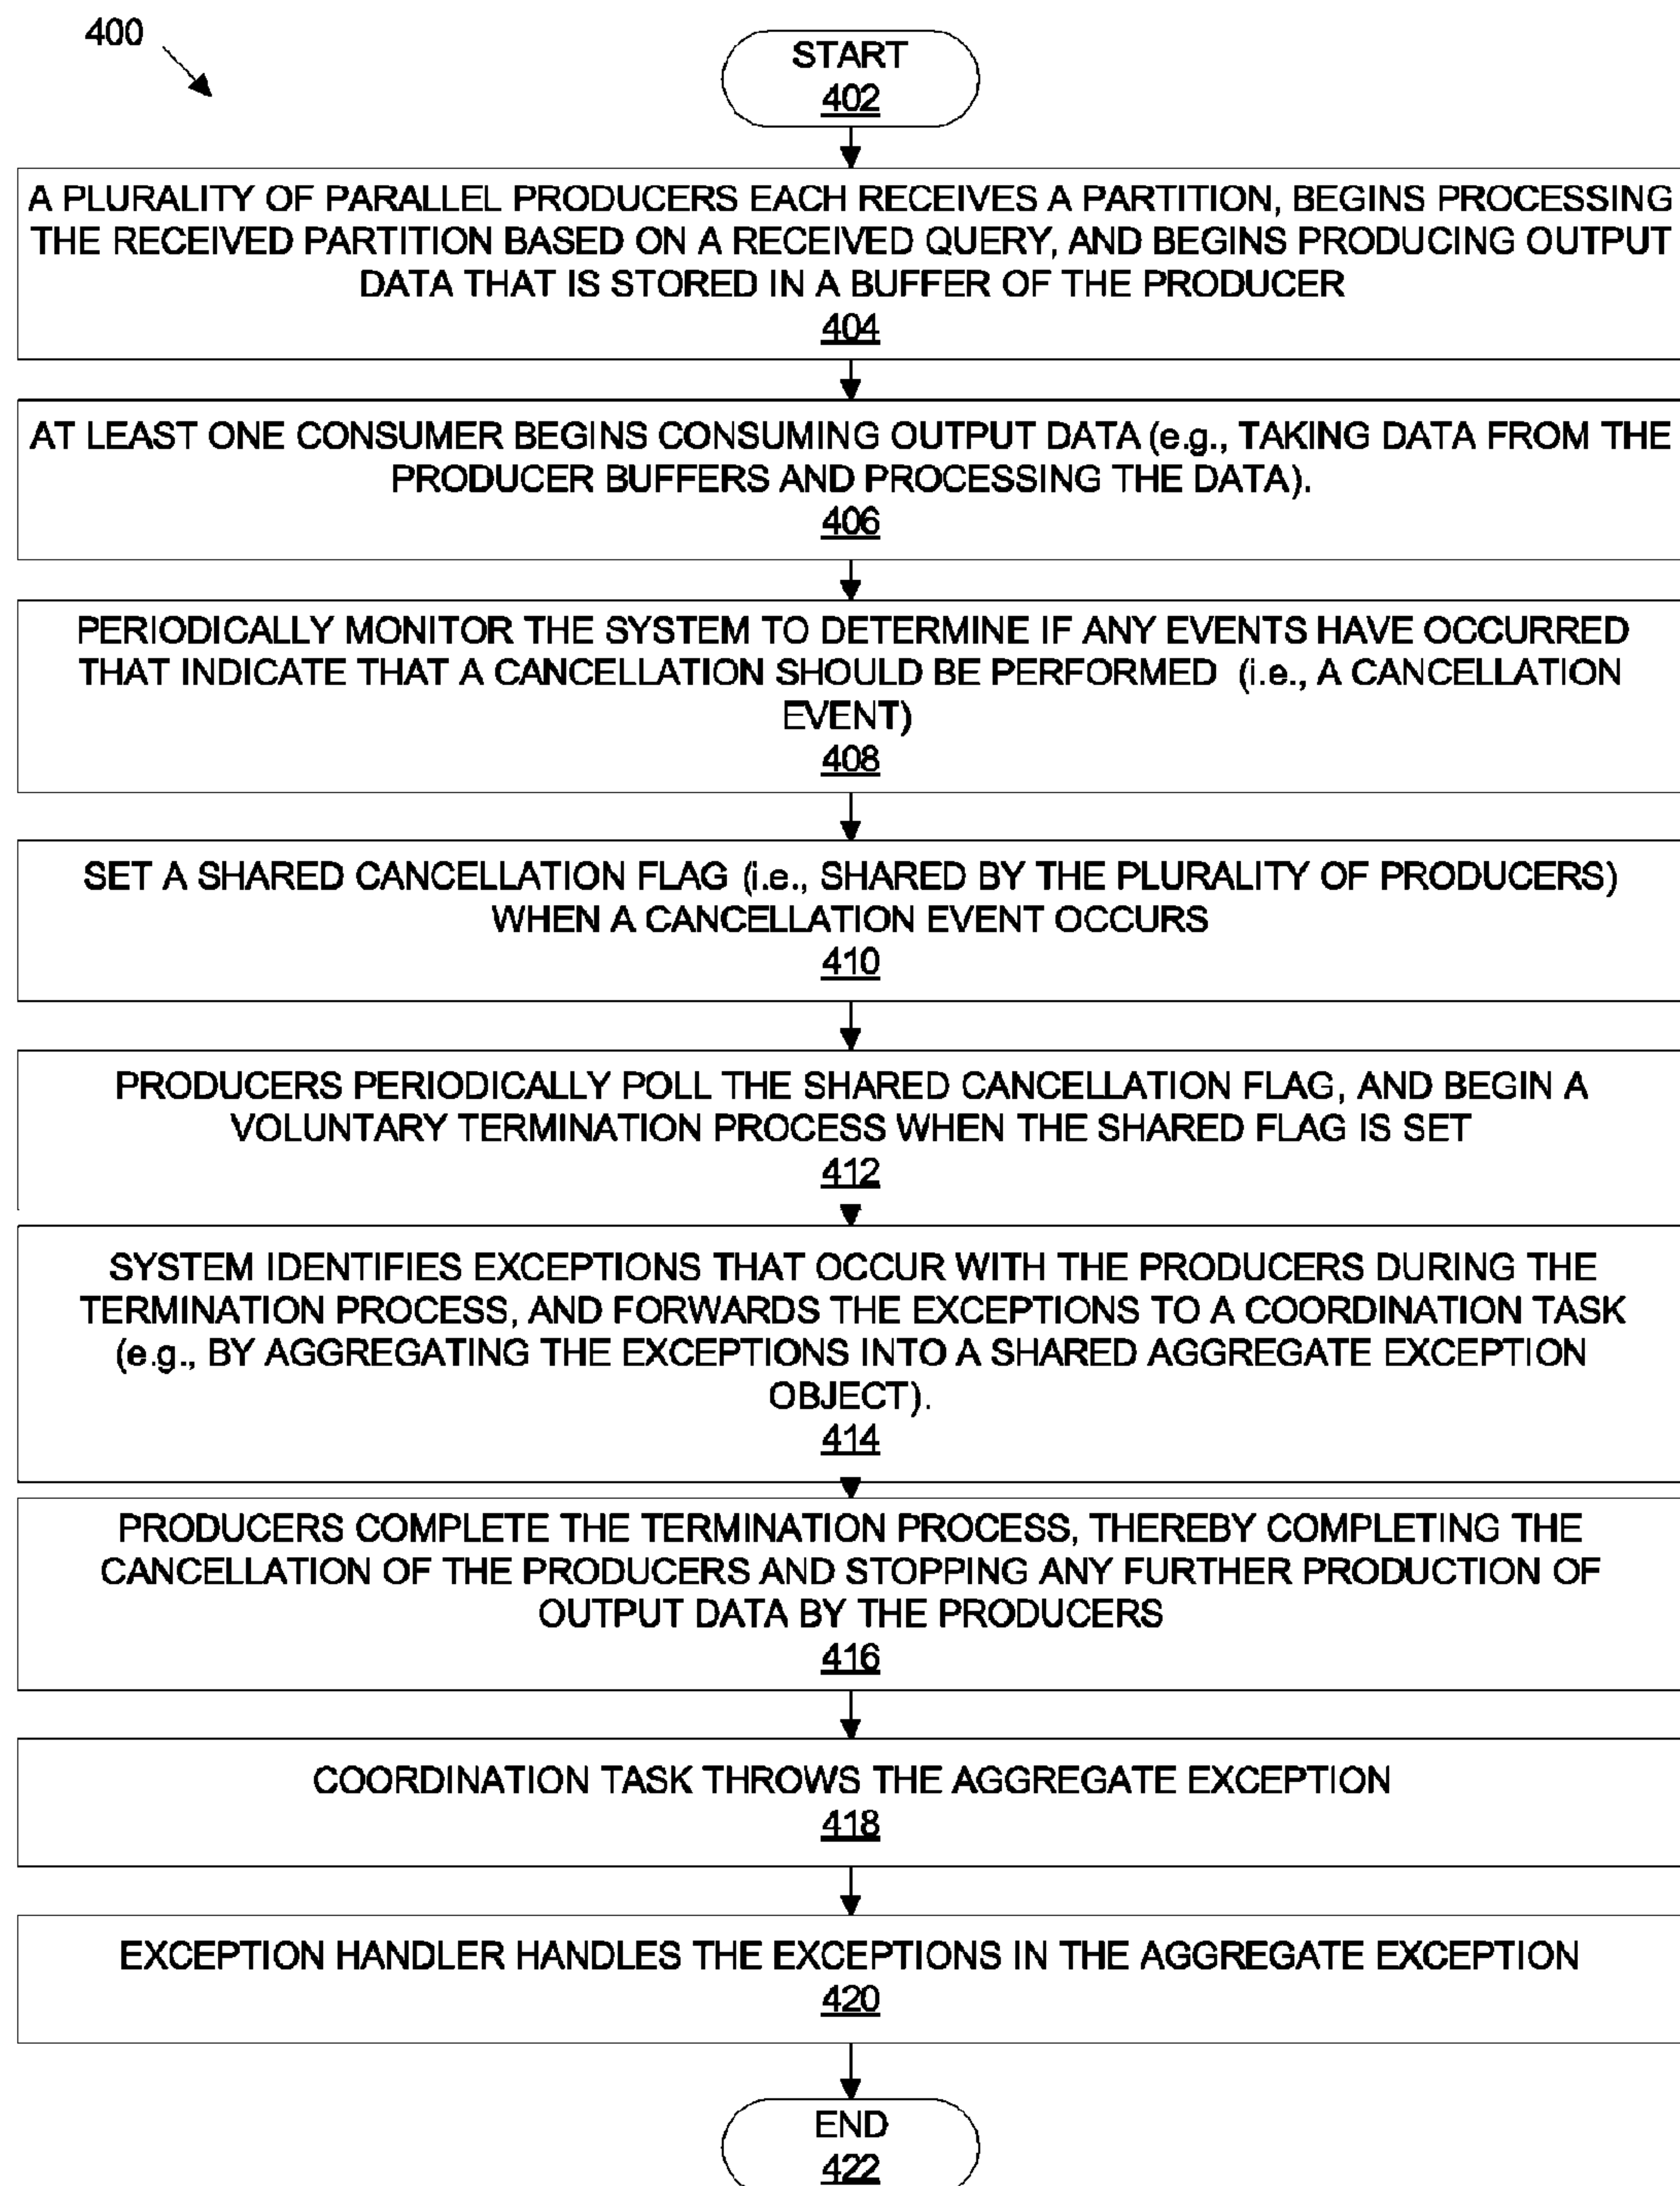 400
START
402
A PLURALITY OF PARALLEL PRODUCERS EACH RECEIVES A PARTITION, BEGINS PROCESSING
THE RECEIVED PARTITION BASED ON A RECEIVED QUERY, AND BEGINS PRODUCING OUTPUT
DATA THAT IS STORED IN A BUFFER OF THE PRODUCER
404
AT LEAST ONE CONSUMER BEGINS CONSUMING OUTPUT DATA (e.g., TAKING DATA FROM THE
PRODUCER BUFFERS AND PROCESSING THE DATA).
406
PERIODICALLY MONITOR THE SYSTEM TO DETERMINE IF ANY EVENTS HAVE OCCURRED
THAT INDICATE THAT A CANCELLATION SHOULD BE PERFORMED (i.e., A CANCELLATION
EVENT)
408
SET A SHARED CANCELLATION FLAG (i.e., SHARED BY THE PLURALITY OF PRODUCERS)
WHEN A CANCELLATION EVENT OCCURS
410
PRODUCERS PERIODICALLY POLL THE SHARED CANCELLATION FLAG, AND BEGIN A
VOLUNTARY TERMINATION PROCESS WHEN THE SHARED FLAG IS SET
412
SYSTEM IDENTIFIES EXCEPTIONS THAT OCCUR WITH THE PRODUCERS DURING THE
TERMINATION PROCESS, AND FORWARDS THE EXCEPTIONS TO A COORDINATION TASK
(e.g., BY AGGREGATING THE EXCEPTIONS INTO A SHARED AGGREGATE EXCEPTION
OBJECT).
414
PRODUCERS COMPLETE THE TERMINATION PROCESS, THEREBY COMPLETING THE
CANCELLATION OF THE PRODUCERS AND STOPPING ANY FURTHER PRODUCTION OF
OUTPUT DATA BY THE PRODUCERS
416
COORDINATION TASK THROWS THE AGGREGATE EXCEPTION
418
EXCEPTION HANDLER HANDLES THE EXCEPTIONS IN THE AGGREGATE EXCEPTION
420
END
422